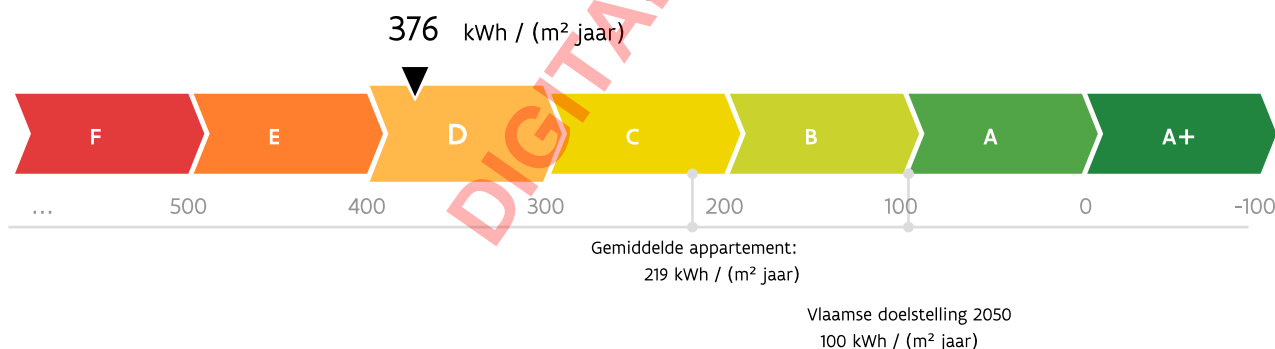 376 kWh / (m² jaar)
F E D C B A A+
... 500 400 300 200 100 0 -100
Gemiddelde appartement:
219 kWh / (m² jaar)
Vlaamse doelstelling 2050
100 kWh / (m² jaar)
DIGITA